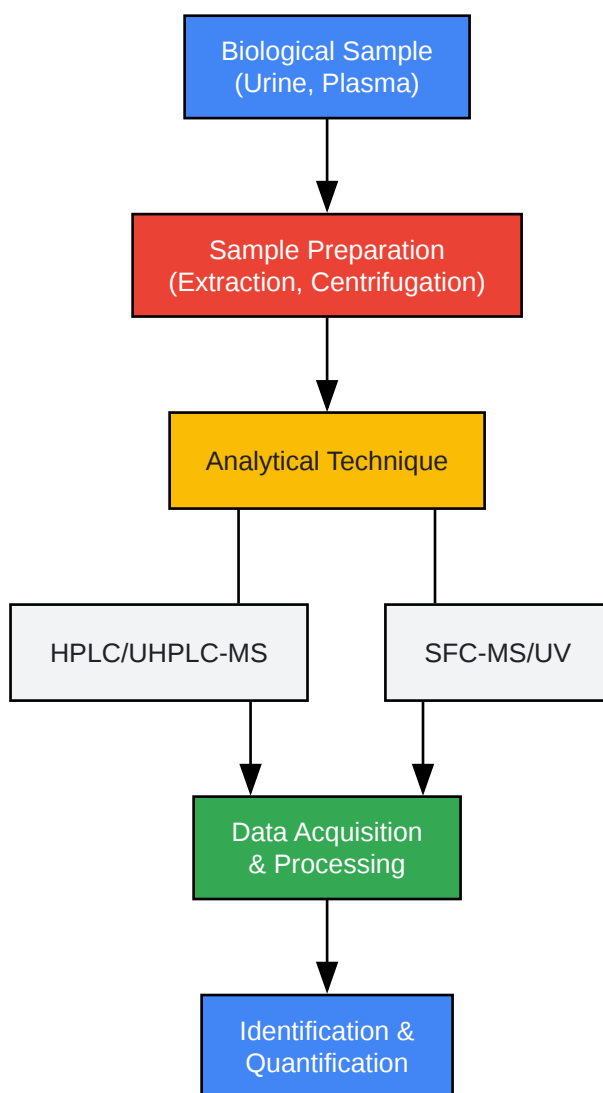 Biological Sample
(Urine, Plasma)
Sample Preparation
(Extraction, Centrifugation)
Analytical Technique
HPLC/UHPLC-MS
SFC-MS/UV
Data Acquisition
& Processing
Identification &
Quantification